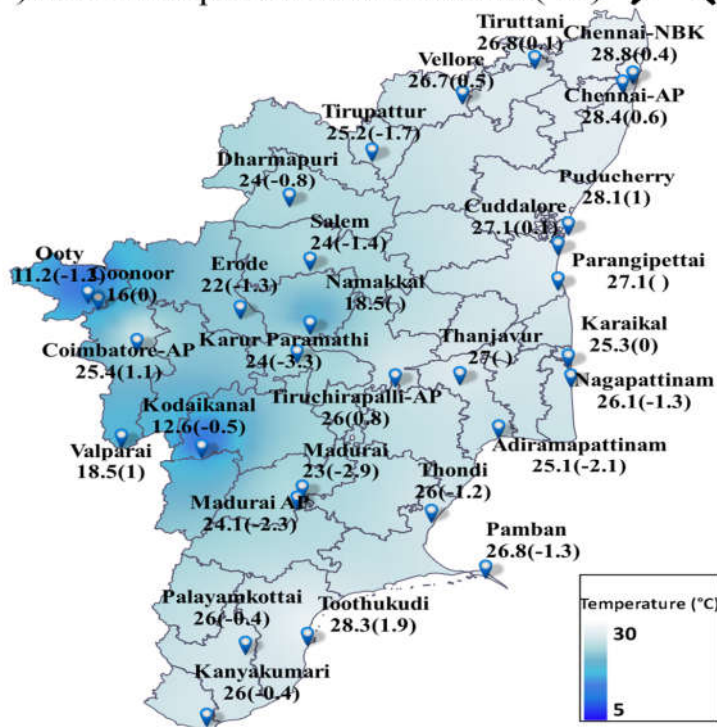 Tiruttani
26.8(0.1)
Chennai-NBK
28.8(0.4)
Vellore
26.7(0.5)
Chennai-AP
28.4(0.6)
Tirupattur
25.2(-1.7)
Dharmapuri
24(-0.8)
Puducherry
28.1(1)
Cuddalore
27.1(0.1)
Salem
24(-1.4)
Ooty
Coonoor
16(0)
Erode
22(-1.3)
Namakkal
18.5( )
Parangipettai
27.1( )
Karaikal
25.3(0)
Coimbatore-AP
25.4(1.1)
Karur Paramathi
24(-3.3)
Thanjavur
27( )
Nagapattinam
26.1(-1.3)
Kodaikanal
12.6(-0.5)
Tiruchirapalli-AP
26(0.8)
Valparai
18.5(1)
Adiramapattinam
25.1(-2.1)
Madurai
23(-2.9)
Thondi
26(-1.2)
Madurai AP
24.1(-2.3)
Pamban
26.8(-1.3)
Palayamkottai
26(-0.4)
Toothukudi
28.3(1.9)
Kanyakumari
26(-0.4)
Temperature (°C)
30
5